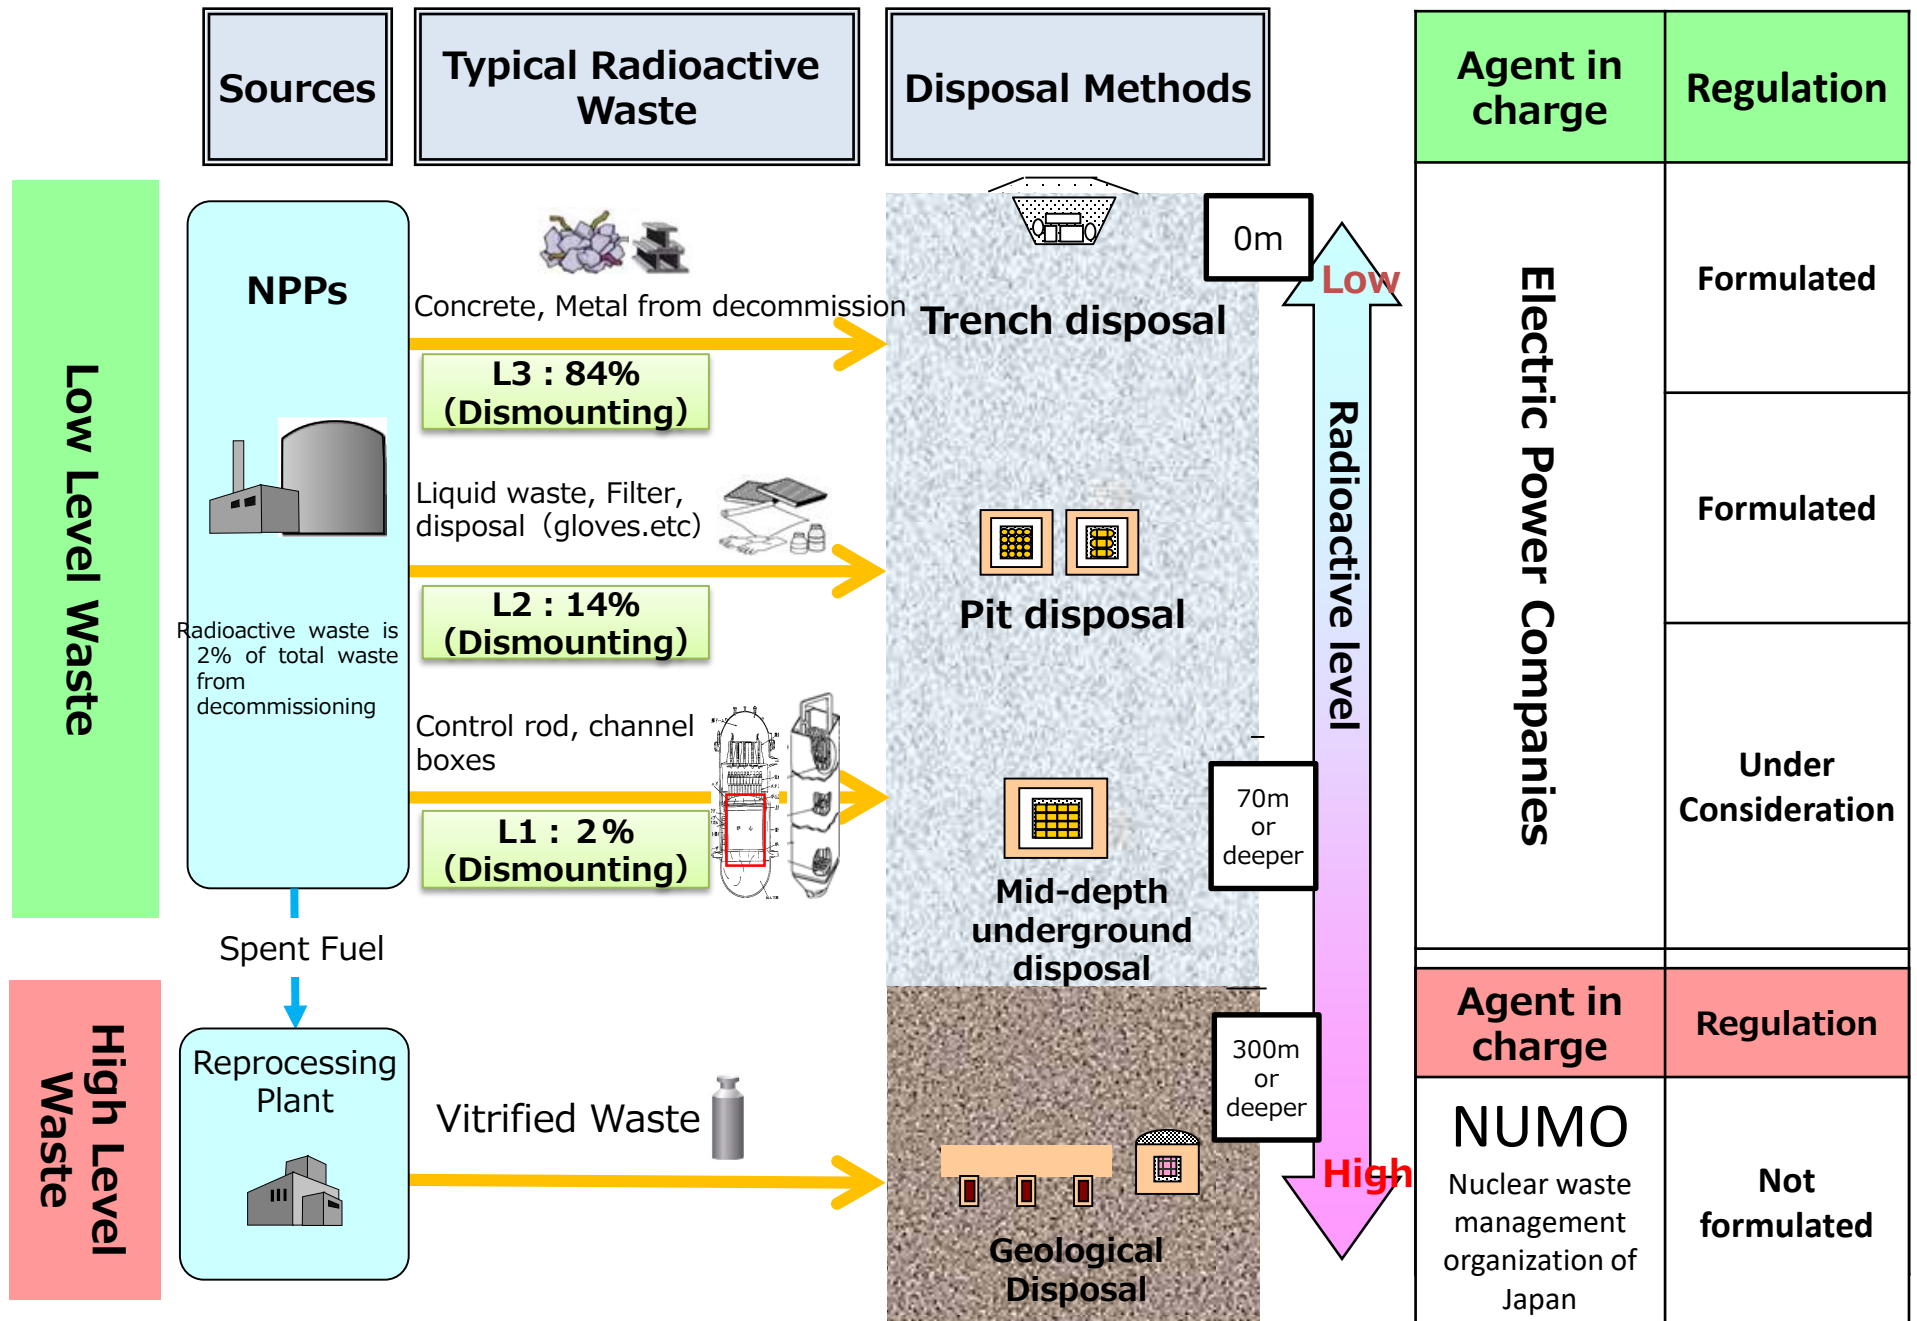 Sources
Typical Radioactive
Waste
Disposal Methods
Agent in
charge
Regulation
Low Level Waste
NPPs
Radioactive waste is
2% of total waste
from
decommissioning
Concrete, Metal from decommission
L3：84%
（Dismounting）
Liquid waste, Filter,
disposal（gloves.etc）
L2：14%
（Dismounting）
Control rod, channel
boxes
L1：2%
（Dismounting）
Trench disposal
Pit disposal
Mid-depth
underground
disposal
0m
70m
or
deeper
Low
Radioactive level
High
Electric Power Companies
Formulated
Formulated
Under
Consideration
Spent Fuel
High Level
Waste
Reprocessing
Plant
Vitrified Waste
Geological
Disposal
300m
or
deeper
Agent in
charge
Regulation
NUMO
Nuclear waste
management
organization of
Japan
Not
formulated